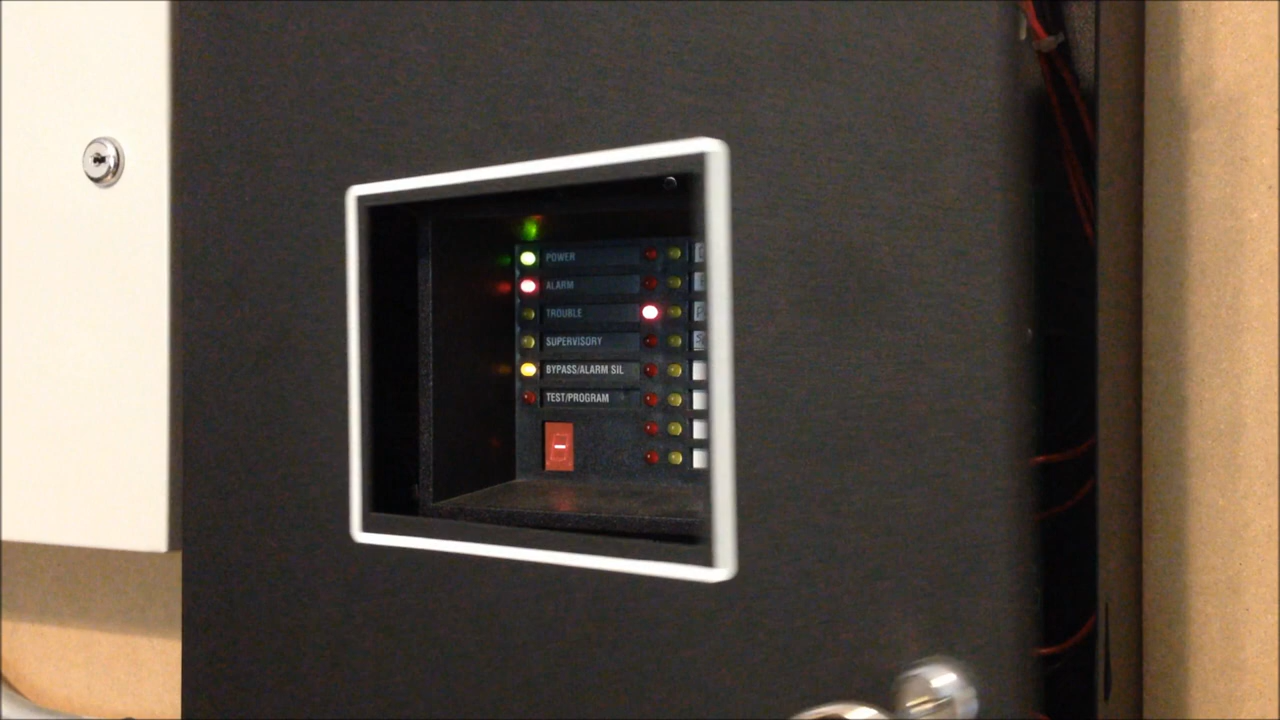 POWER
ALARM
TROUBLE
SUPERVISORY
BYPASS/ALARM SIL
TEST/PROGRAM